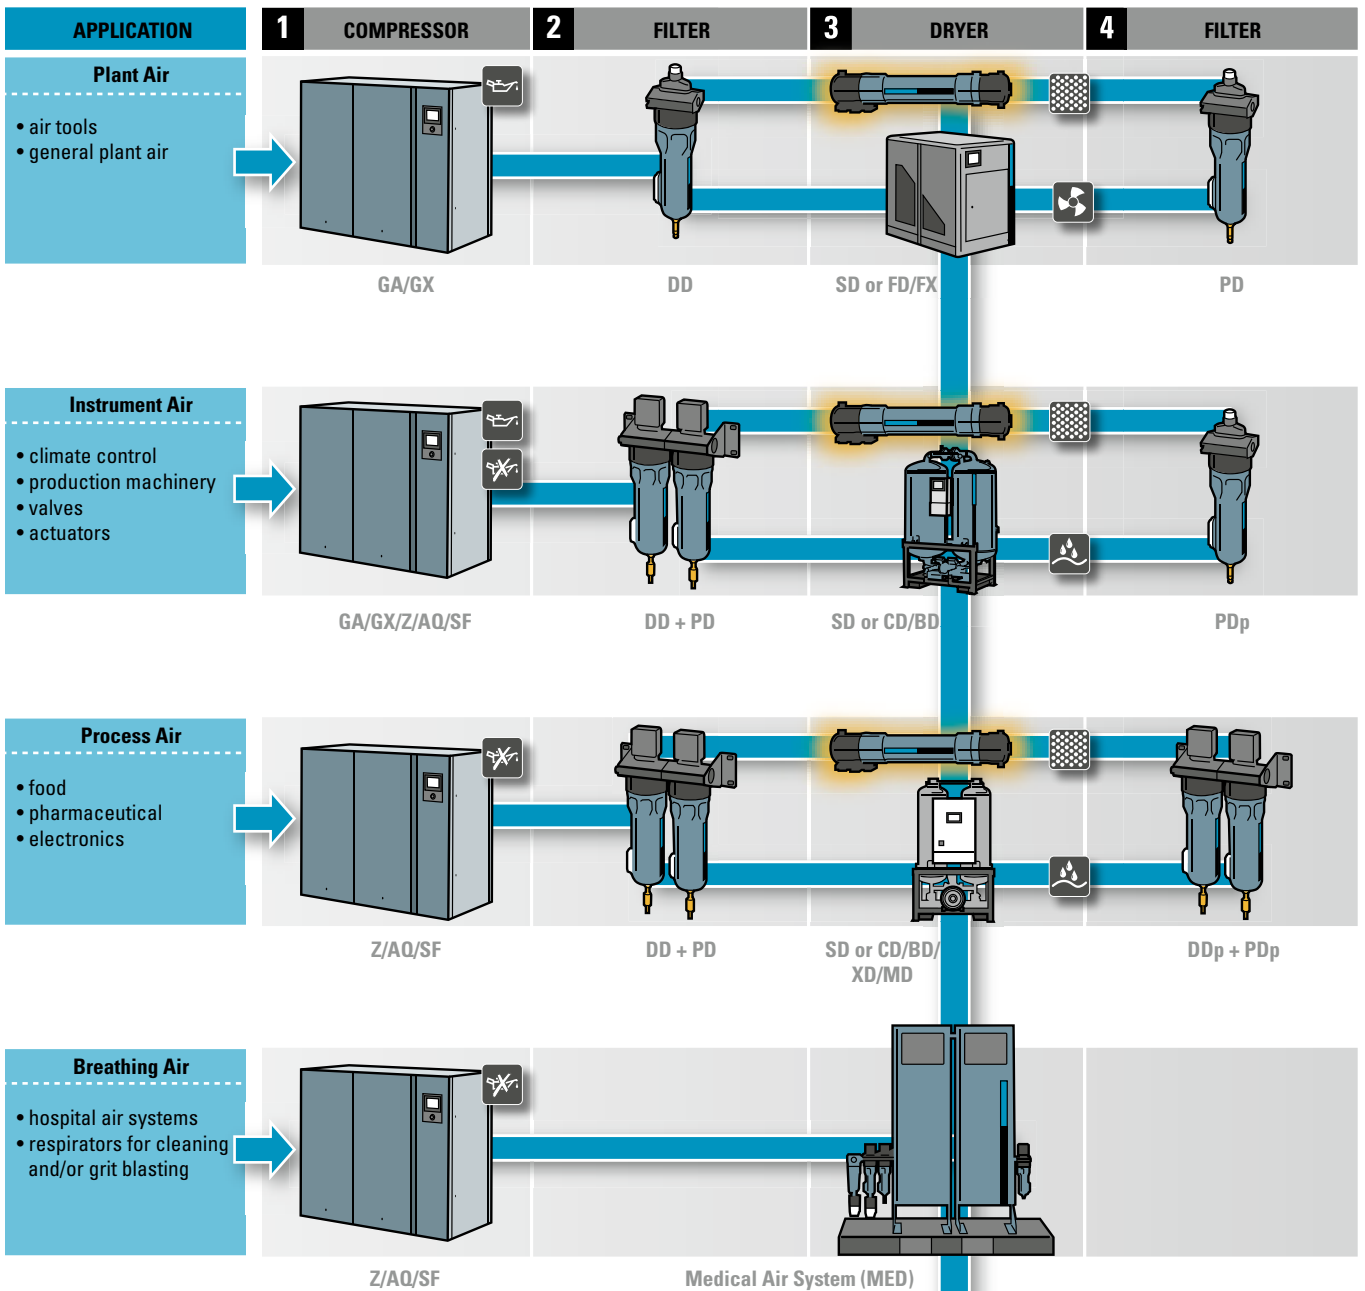 APPLICATION
1 COMPRESSOR
2 FILTER
3 DRYER
4 FILTER
Plant Air
• air tools
• general plant air
GA/GX
DD
SD or FD/FX
PD
Instrument Air
• climate control
• production machinery
• valves
• actuators
GA/GX/Z/AQ/SF
DD + PD
SD or CD/BD
PDp
Process Air
• food
• pharmaceutical
• electronics
Z/AQ/SF
DD + PD
SD or CD/BD/
XD/MD
DDp + PDp
Breathing Air
• hospital air systems
• respirators for cleaning
and/or grit blasting
Z/AQ/SF
Medical Air System (MED)